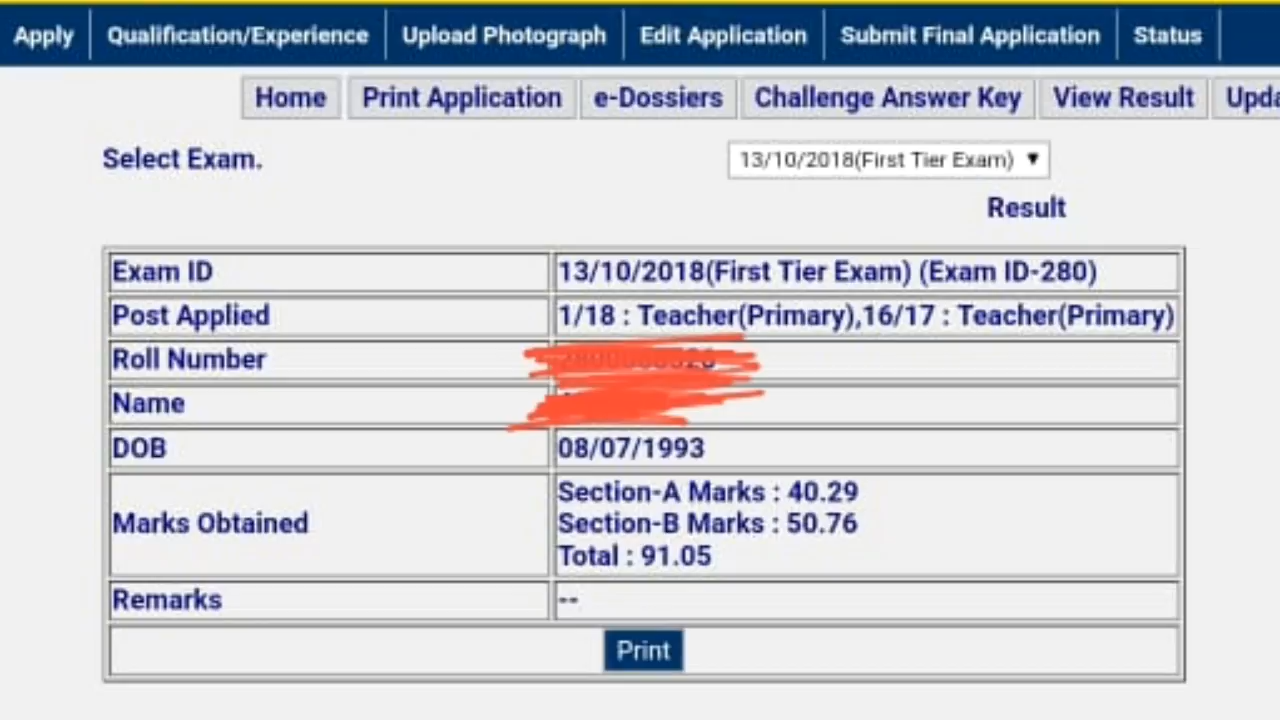 Apply Qualification/Experience Upload Photograph Edit Application Submit Final Application Status
Home Print Application e-Dossiers Challenge Answer Key View Result Upda
Select Exam. 13/10/2018(First Tier Exam) ▼
Result
Exam ID 13/10/2018(First Tier Exam) (Exam ID-280)
Post Applied 1/18 : Teacher(Primary),16/17 : Teacher(Primary)
Roll Number
Name
DOB 08/07/1993
Marks Obtained Section-A Marks : 40.29
Section-B Marks : 50.76
Total : 91.05
Remarks --
Print